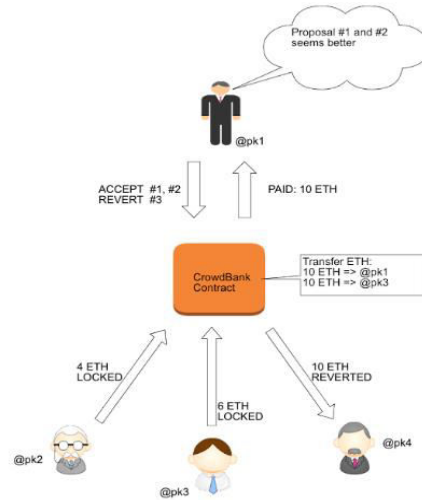 Proposal #1 and #2
seems better
@pk1
ACCEPT #1, #2
REVERT #3
PAID: 10 ETH
CrowdBank
Contract
Transfer ETH:
10 ETH => @pk1
10 ETH => @pk3
4 ETH
LOCKED
6 ETH
LOCKED
10 ETH
REVERTED
@pk2
@pk3
@pk4